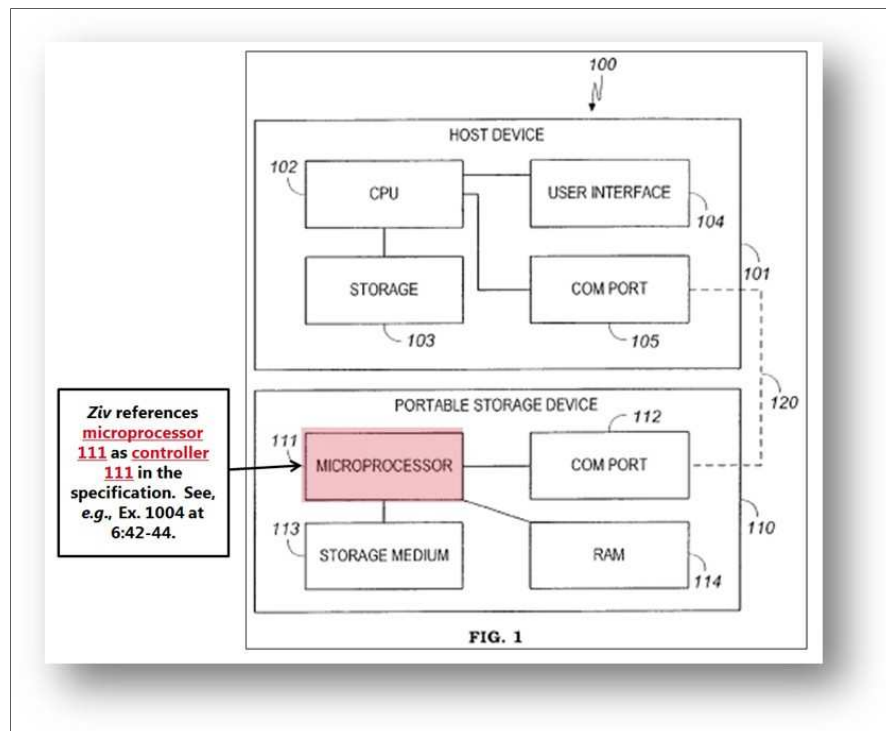 100
HOST DEVICE
102
CPU
USER INTERFACE
104
101
STORAGE
COM PORT
103
105
120
PORTABLE STORAGE DEVICE
112
111
MICROPROCESSOR
COM PORT
110
113
STORAGE MEDIUM
RAM
114
FIG. 1
Ziv references
microprocessor
111 as controller
111 in the
specification. See,
e.g., Ex. 1004 at
6:42-44.